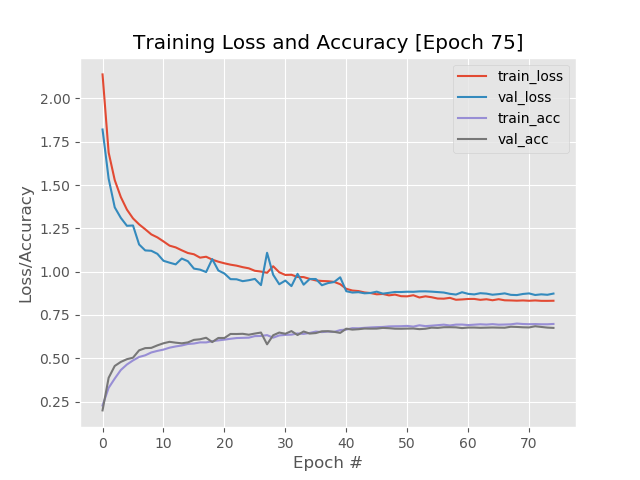 Training Loss and Accuracy [Epoch 75]
train_loss
val_loss
train_acc
val_acc
2.00
1.75
1.50
1.25
1.00
0.75
0.50
0.25
Loss/Accuracy
0 10 20 30 40 50 60 70
Epoch #